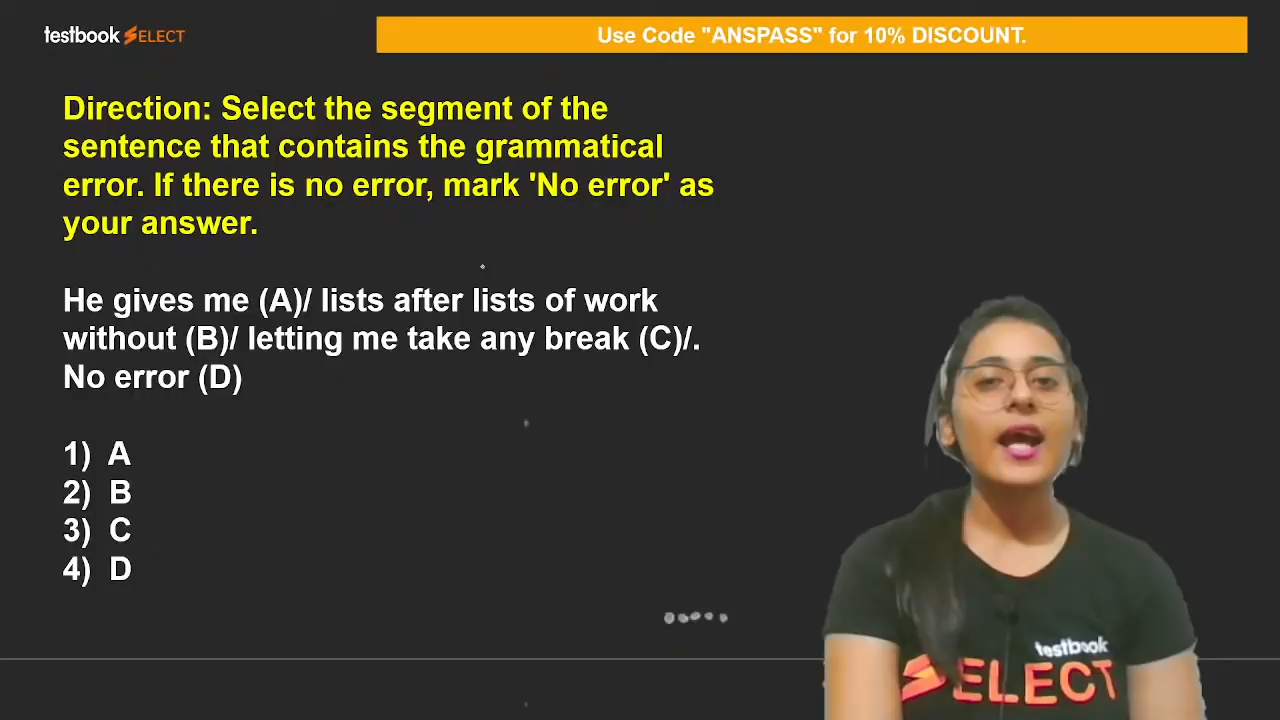 testbook SELECT
Use Code "ANSPASS" for 10% DISCOUNT.
Direction: Select the segment of the
sentence that contains the grammatical
error. If there is no error, mark 'No error' as
your answer.
He gives me (A)/ lists after lists of work
without (B)/ letting me take any break (C)/.
No error (D)
1) A
2) B
3) C
4) D
testbook
SELECT